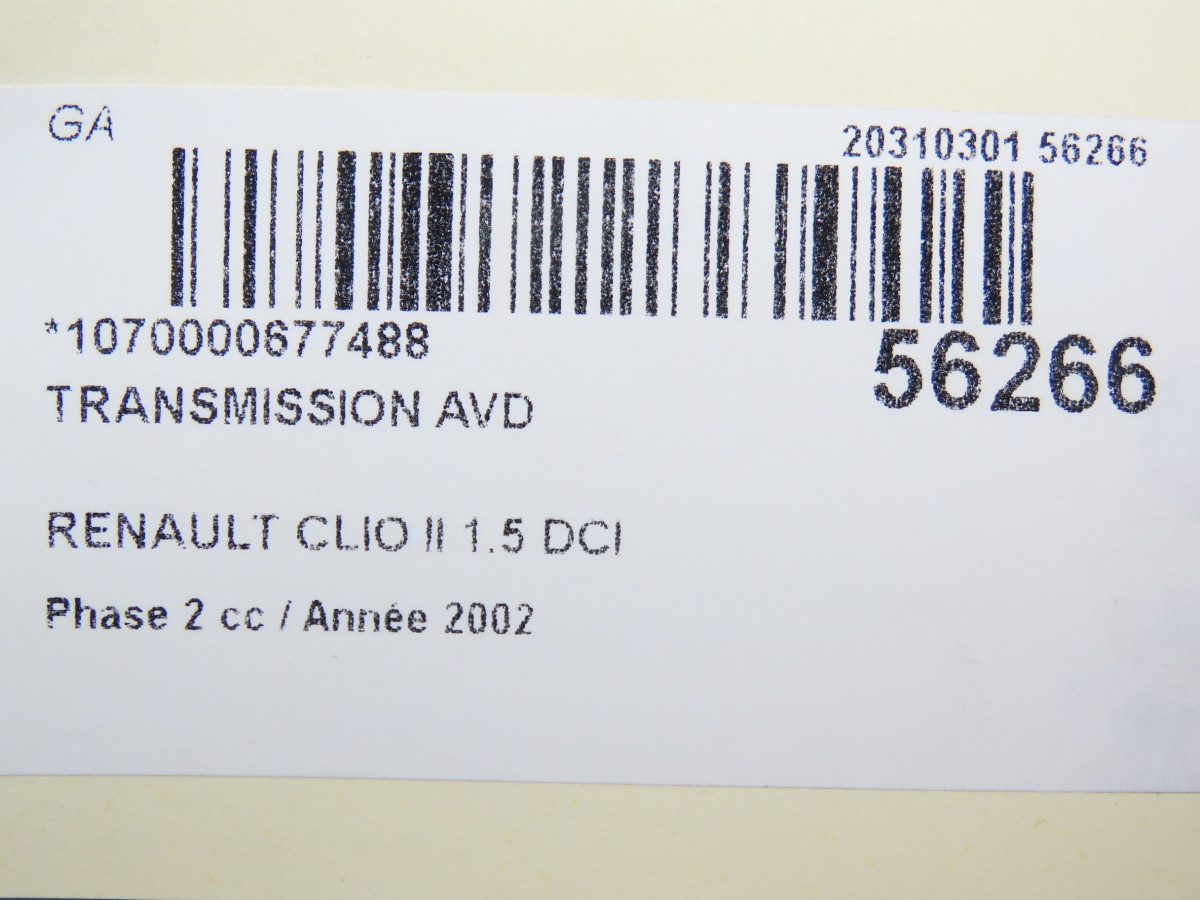 GA
20310301 56266
*1070000677488
56266
TRANSMISSION AVD
RENAULT CLIO II 1.5 DCI
Phase 2 cc / Année 2002